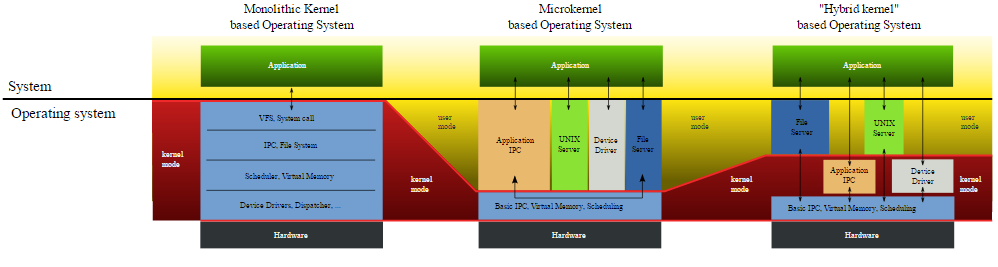 Monolithic Kernel
based Operating System
Microkernel
based Operating System
"Hybrid kernel"
based Operating System
Application
Application
Application
System
Operating system
VFS, System call
IPC, File System
Scheduler, Virtual Memory
Device Drivers, Dispatcher, ...
kernel
mode
user
mode
kernel
mode
Application
IPC
UNIX
Server
Device
Driver
File
Server
Basic IPC, Virtual Memory, Scheduling
user
mode
kernel
mode
File
Server
UNIX
Server
user
mode
Application
IPC
Device
Driver
kernel
mode
Basic IPC, Virtual Memory, Scheduling
Hardware
Hardware
Hardware